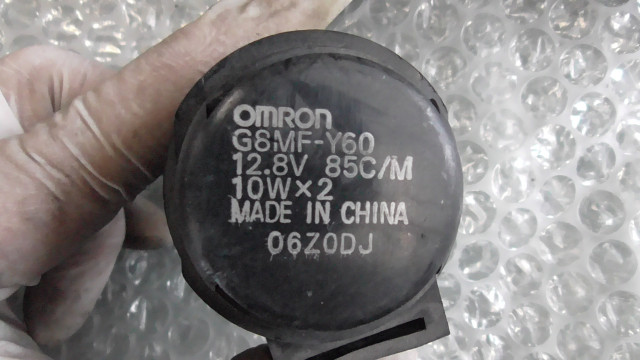 OMRON
G8MF-Y60
12.8V 85C/M
10W×2
MADE IN CHINA
06Z0DJ